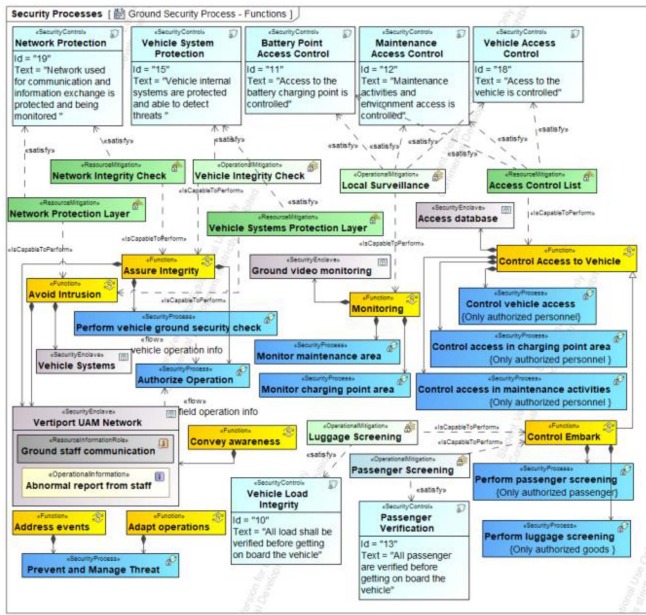 Security Processes [ Ground Security Process - Functions ]
«SecurityControl»
Network Protection
Id = "19"
Text = "Network used
for communication and
information exchange is
protected and being
monitored "
«SecurityControl»
Vehicle System
Protection
Id = "15"
Text = "Vehicle internal
systems are protected
and able to detect
threats "
«SecurityControl»
Battery Point
Access Control
Id = "11"
Text = "Access to the
battery charging point is
controlled"
«SecurityControl»
Maintenance
Access Control
Id = "12"
Text = "Maintenance
activities and
environment access is
controlled"
«SecurityControl»
Vehicle Access
Control
Id = "18"
Text = "Acess to the
vehicle is controlled"
«satisfy»
«satisfy»
«satisfy»
«satisfy»
«satisfy»
«satisfy»
«satisfy»
«ResourceMitigation»
Network Integrity Check
«OperationalMitigation»
Vehicle Integrity Check
«OperationalMitigation»
Local Surveillance
«ResourceMitigation»
Access Control List
«IsCapableToPerform»
«satisfy»
«ResourceMitigation»
Network Protection Layer
«ResourceMitigation»
Vehicle Systems Protection Layer
«SecurityEnclave»
Access database
«IsCapableToPerform»
«IsCapableToPerform»
«IsCapableToPerform»
«IsCapableToPerform»
«Function»
Assure Integrity
«SecurityEnclave»
Ground video monitoring
«Function»
Control Access to Vehicle
«Function»
Avoid Intrusion
«IsCapableToPerform»
«Function»
Monitoring
«SecurityProcess»
Control vehicle access
{Only authorized personnel}
«SecurityProcess»
Perform vehicle ground security check
«flow»
vehicle operation info
«SecurityProcess»
Monitor maintenance area
«SecurityProcess»
Control access in charging point area
{Only authorized personnel }
«SecurityEnclave»
Vehicle Systems
«SecurityProcess»
Authorize Operation
«SecurityProcess»
Monitor charging point area
«SecurityProcess»
Control access in maintenance activities
{Only authorized personnel }
«flow»
field operation info
«SecurityEnclave»
Vertiport UAM Network
«ResourceInformationRole»
Ground staff communication
«OperationalInformation»
Abnormal report from staff
«Function»
Convey awareness
«OperationalMitigation»
Luggage Screening
«IsCapableToPerform»
«Function»
Control Embark
«IsCapableToPerform»
«satisfy»
«OperationalMitigation»
Passenger Screening
«satisfy»
«SecurityProcess»
Perform passenger screening
{Only authorized passenger}
«SecurityControl»
Vehicle Load
Integrity
Id = "10"
Text = "All load shall be
verified before getting
on board the vehicle"
«SecurityControl»
Passenger
Verification
Id = "13"
Text = "All passenger
are verified before
getting on board the
vehicle"
«SecurityProcess»
Perform luggage screening
{Only authorized goods }
«Function»
Address events
«Function»
Adapt operations
«SecurityProcess»
Prevent and Manage Threat